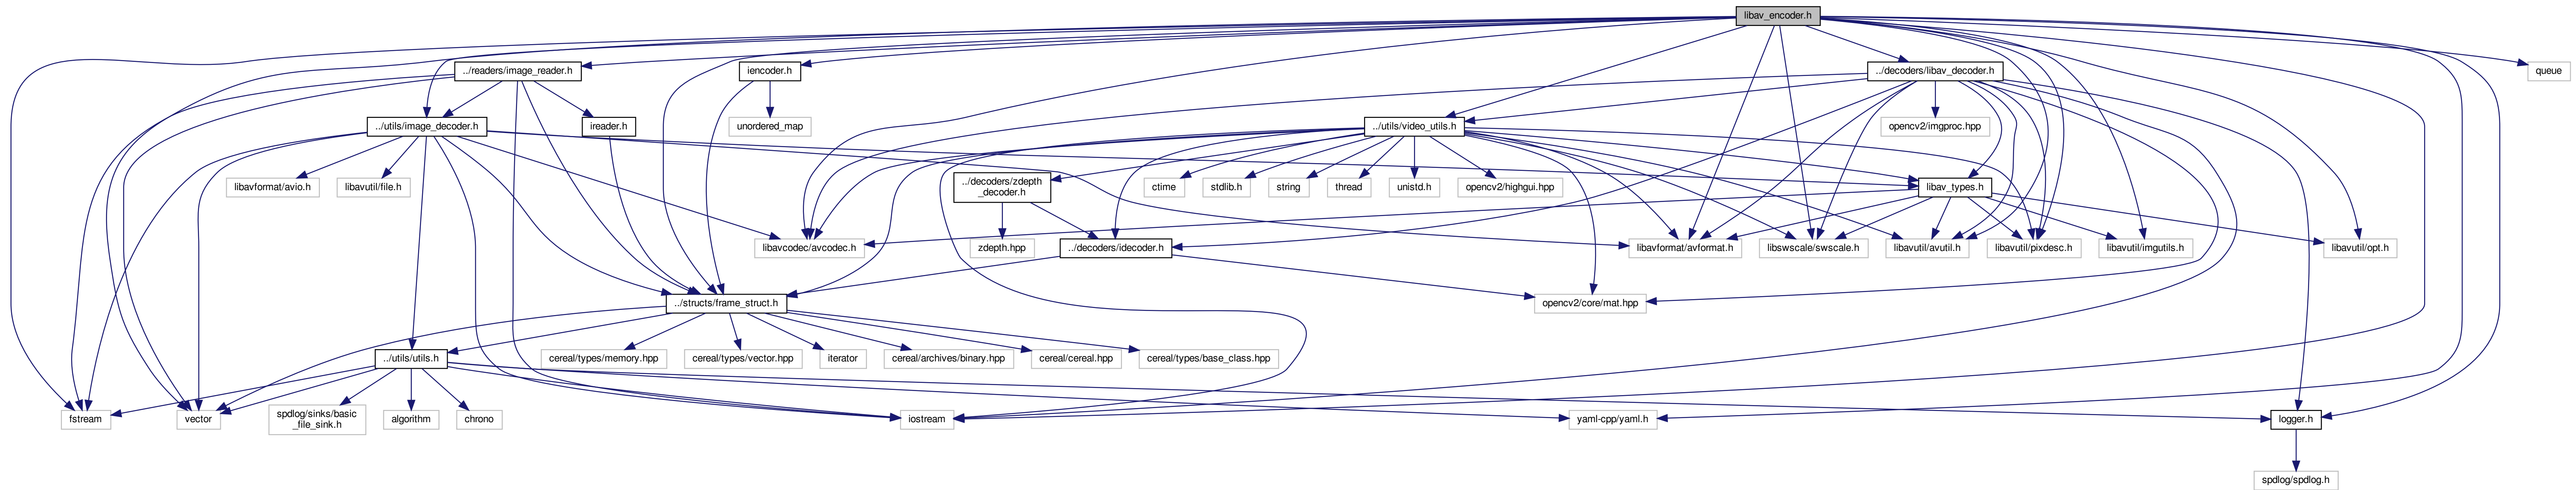 libav_encoder.h
../readers/image_reader.h
iencoder.h
../decoders/libav_decoder.h
queue
../utils/image_decoder.h
ireader.h
unordered_map
../utils/video_utils.h
opencv2/imgproc.hpp
libavformat/avio.h
libavutil/file.h
../decoders/zdepth
_decoder.h
ctime
stdlib.h
string
thread
unistd.h
opencv2/highgui.hpp
libav_types.h
libavcodec/avcodec.h
zdepth.hpp
../decoders/idecoder.h
libavformat/avformat.h
libswscale/swscale.h
libavutil/avutil.h
libavutil/pixdesc.h
libavutil/imgutils.h
libavutil/opt.h
../structs/frame_struct.h
opencv2/core/mat.hpp
../utils/utils.h
cereal/types/memory.hpp
cereal/types/vector.hpp
iterator
cereal/archives/binary.hpp
cereal/cereal.hpp
cereal/types/base_class.hpp
fstream
vector
spdlog/sinks/basic
_file_sink.h
algorithm
chrono
iostream
yaml-cpp/yaml.h
logger.h
spdlog/spdlog.h